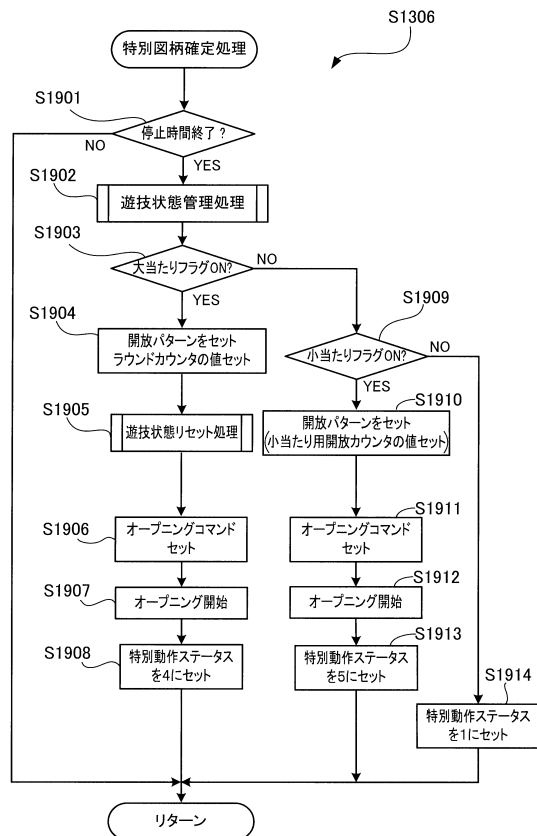 S1306
特別図柄確定処理
S1901
停止時間終了?
NO
YES
S1902
遊技状態管理処理
S1903
大当たりフラグON?
NO
YES
S1904
開放パターンをセット
ラウンドカウンタの値セット
S1905
遊技状態リセット処理
S1906
オープニングコマンド
セット
S1907
オープニング開始
S1908
特別動作ステータス
を4にセット
S1909
小当たりフラグON?
NO
YES
S1910
開放パターンをセット
(小当たり用開放カウンタの値セット)
S1911
オープニングコマンド
セット
S1912
オープニング開始
S1913
特別動作ステータス
を5にセット
S1914
特別動作ステータス
を1にセット
リターン